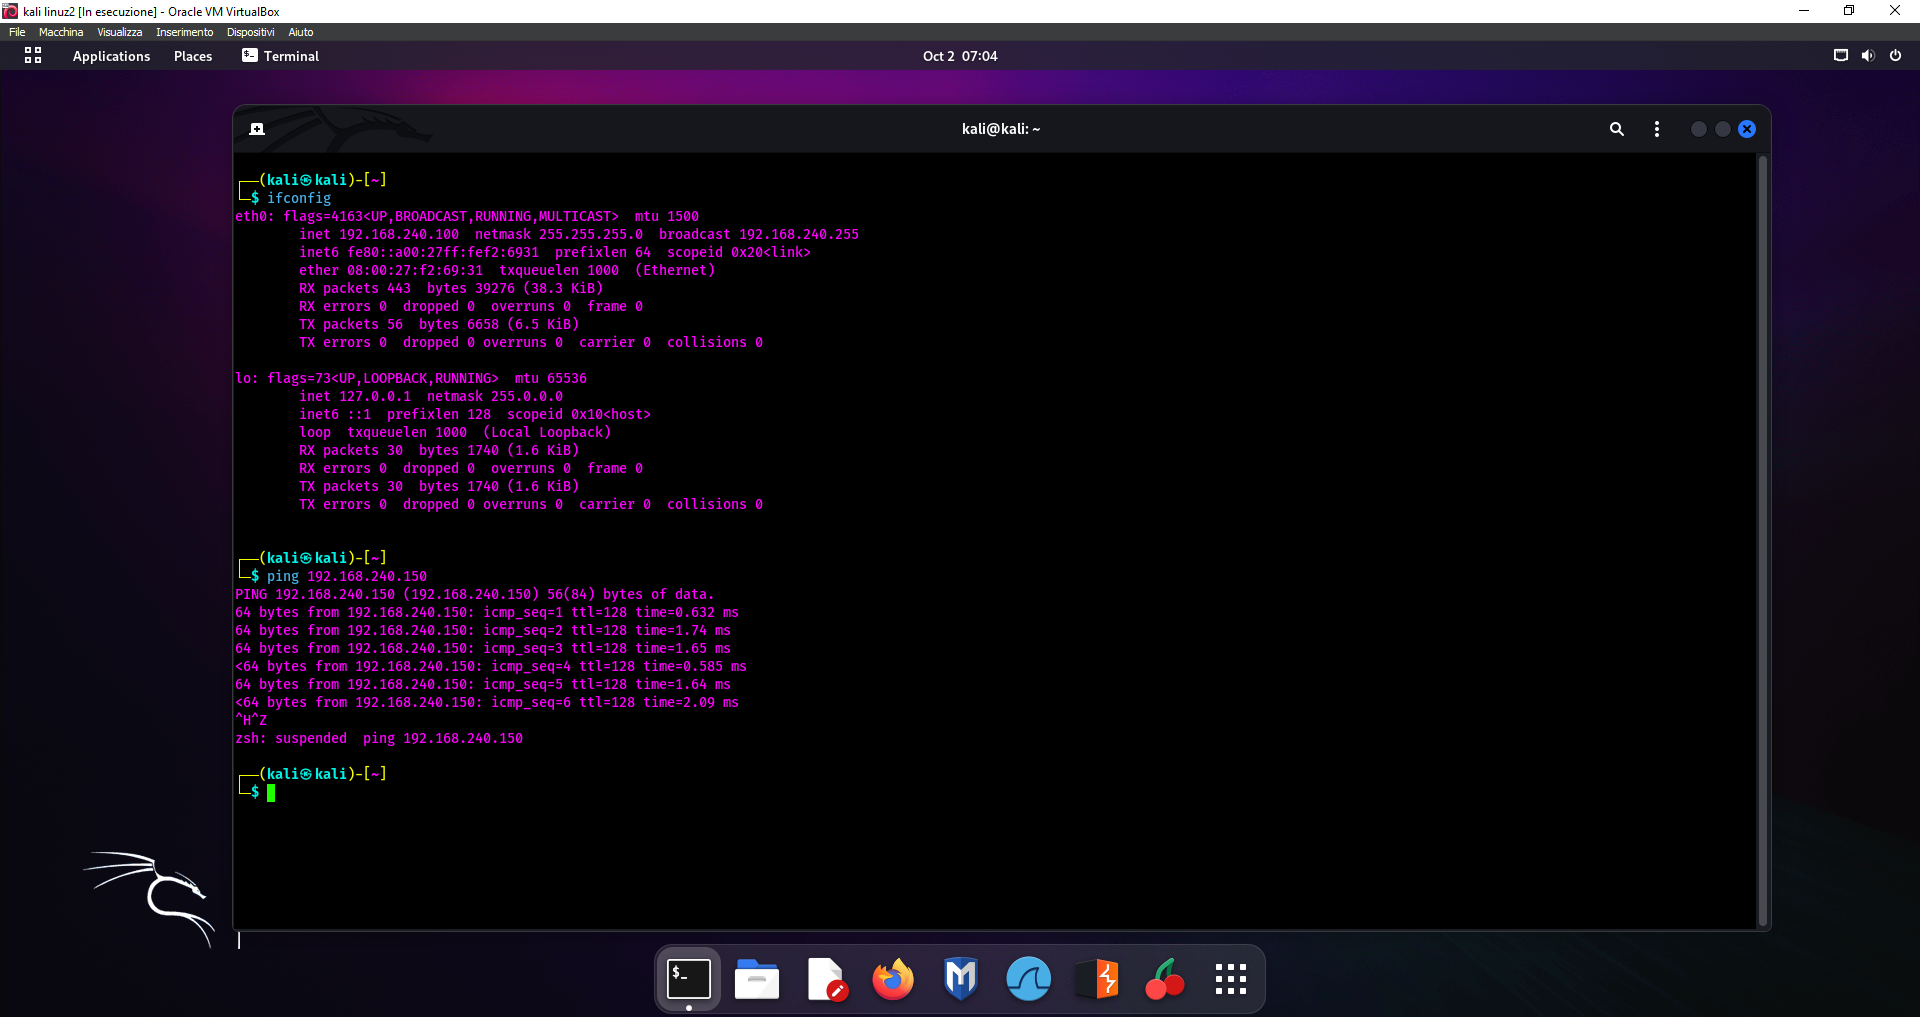 kali linuz2 [In esecuzione] - Oracle VM VirtualBox
File Macchina Visualizza Inserimento Dispositivi Aiuto
Applications Places Terminal Oct 2 07:04
kali@kali: ~
┌──(kali㉿kali)-[~]
└─$ ifconfig
eth0: flags=4163<UP,BROADCAST,RUNNING,MULTICAST>  mtu 1500
        inet 192.168.240.100  netmask 255.255.255.0  broadcast 192.168.240.255
        inet6 fe80::a00:27ff:fef2:6931  prefixlen 64  scopeid 0x20<link>
        ether 08:00:27:f2:69:31  txqueuelen 1000  (Ethernet)
        RX packets 443  bytes 39276 (38.3 KiB)
        RX errors 0  dropped 0  overruns 0  frame 0
        TX packets 56  bytes 6658 (6.5 KiB)
        TX errors 0  dropped 0 overruns 0  carrier 0  collisions 0
lo: flags=73<UP,LOOPBACK,RUNNING>  mtu 65536
        inet 127.0.0.1  netmask 255.0.0.0
        inet6 ::1  prefixlen 128  scopeid 0x10<host>
        loop  txqueuelen 1000  (Local Loopback)
        RX packets 30  bytes 1740 (1.6 KiB)
        RX errors 0  dropped 0  overruns 0  frame 0
        TX packets 30  bytes 1740 (1.6 KiB)
        TX errors 0  dropped 0 overruns 0  carrier 0  collisions 0
┌──(kali㉿kali)-[~]
└─$ ping 192.168.240.150
PING 192.168.240.150 (192.168.240.150) 56(84) bytes of data.
64 bytes from 192.168.240.150: icmp_seq=1 ttl=128 time=0.632 ms
64 bytes from 192.168.240.150: icmp_seq=2 ttl=128 time=1.74 ms
64 bytes from 192.168.240.150: icmp_seq=3 ttl=128 time=1.65 ms
<64 bytes from 192.168.240.150: icmp_seq=4 ttl=128 time=0.585 ms
64 bytes from 192.168.240.150: icmp_seq=5 ttl=128 time=1.64 ms
<64 bytes from 192.168.240.150: icmp_seq=6 ttl=128 time=2.09 ms
^H^Z
zsh: suspended  ping 192.168.240.150
┌──(kali㉿kali)-[~]
└─$
$_
M